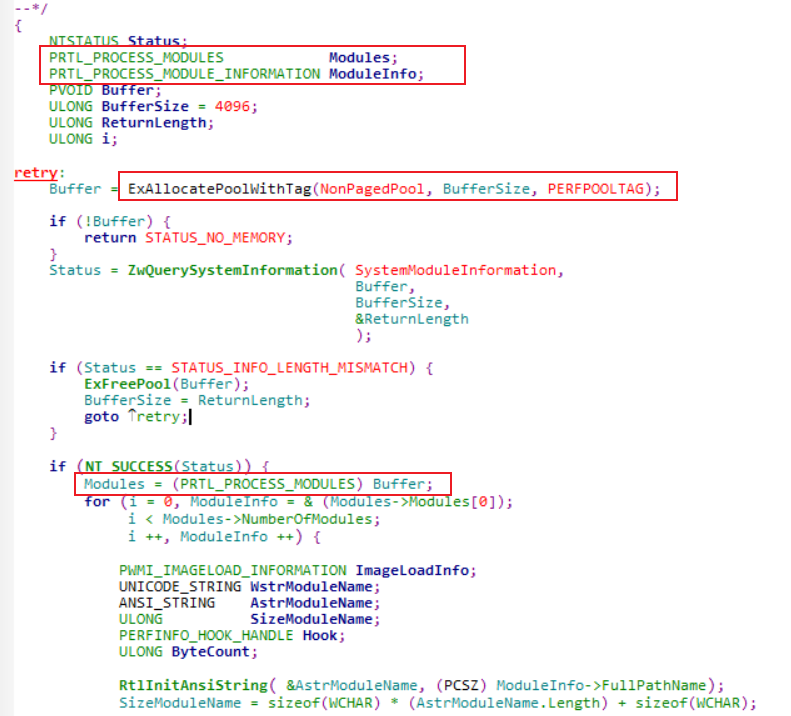 --*/
{
    NTSTATUS Status;
    PRTL_PROCESS_MODULES            Modules;
    PRTL_PROCESS_MODULE_INFORMATION ModuleInfo;
    PVOID Buffer;
    ULONG BufferSize = 4096;
    ULONG ReturnLength;
    ULONG i;
retry:
    Buffer = ExAllocatePoolWithTag(NonPagedPool, BufferSize, PERFPOOLTAG);
    if (!Buffer) {
        return STATUS_NO_MEMORY;
    }
    Status = ZwQuerySystemInformation( SystemModuleInformation,
                                       Buffer,
                                       BufferSize,
                                       &ReturnLength
                                       );
    if (Status == STATUS_INFO_LENGTH_MISMATCH) {
        ExFreePool(Buffer);
        BufferSize = ReturnLength;
        goto ↑retry;
    }
    if (NT_SUCCESS(Status)) {
        Modules = (PRTL_PROCESS_MODULES) Buffer;
        for (i = 0, ModuleInfo = & (Modules->Modules[0]);
             i < Modules->NumberOfModules;
             i ++, ModuleInfo ++) {
            PWMI_IMAGELOAD_INFORMATION ImageLoadInfo;
            UNICODE_STRING WstrModuleName;
            ANSI_STRING    AstrModuleName;
            ULONG          SizeModuleName;
            PERFINFO_HOOK_HANDLE Hook;
            ULONG ByteCount;
            RtlInitAnsiString( &AstrModuleName, (PCSZ) ModuleInfo->FullPathName);
            SizeModuleName = sizeof(WCHAR) * (AstrModuleName.Length) + sizeof(WCHAR);